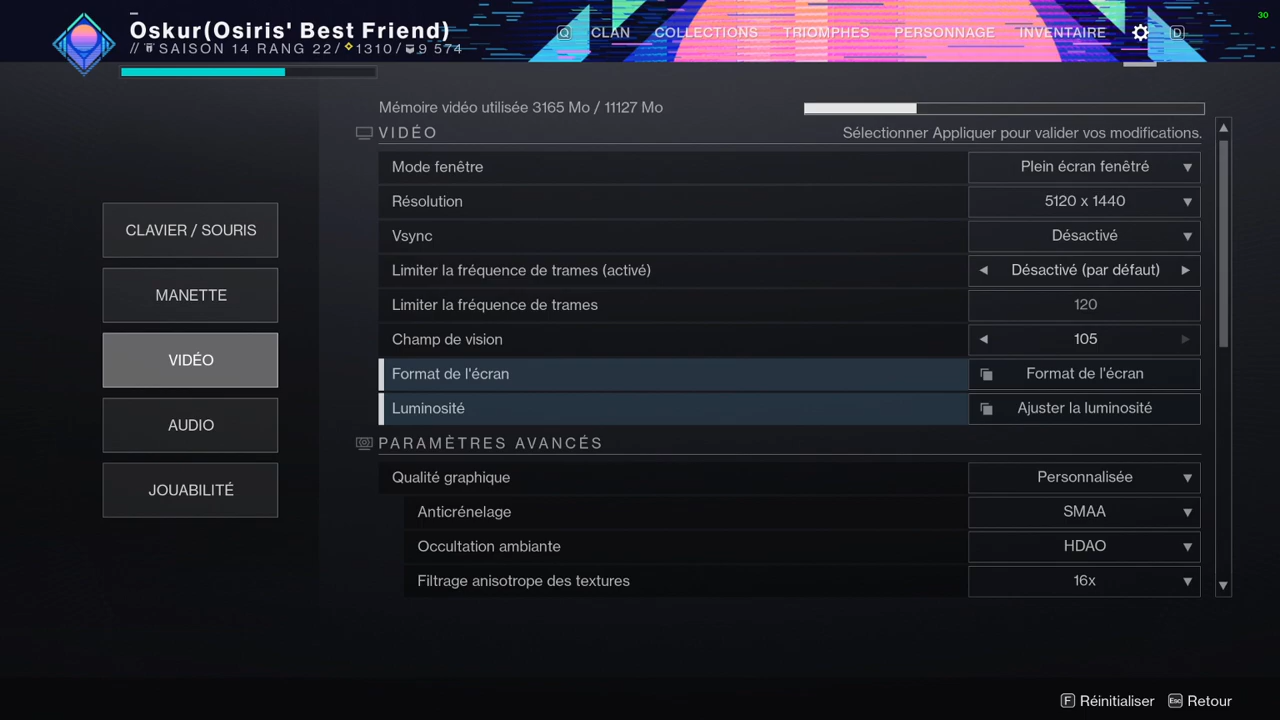 30
Oskur(Osiris' Best Friend)
// SAISON 14 RANG 22/ 1310/ 9 574
Q CLAN COLLECTIONS TRIOMPHES PERSONNAGE INVENTAIRE D
Mémoire vidéo utilisée 3165 Mo / 11127 Mo
VIDÉO Sélectionner Appliquer pour valider vos modifications.
Mode fenêtre Plein écran fenêtré
Résolution 5120 x 1440
Vsync Désactivé
Limiter la fréquence de trames (activé) Désactivé (par défaut)
Limiter la fréquence de trames 120
Champ de vision 105
Format de l'écran Format de l'écran
Luminosité Ajuster la luminosité
PARAMÈTRES AVANCÉS
Qualité graphique Personnalisée
Anticrénelage SMAA
Occultation ambiante HDAO
Filtrage anisotrope des textures 16x
CLAVIER / SOURIS
MANETTE
VIDÉO
AUDIO
JOUABILITÉ
F Réinitialiser Esc Retour